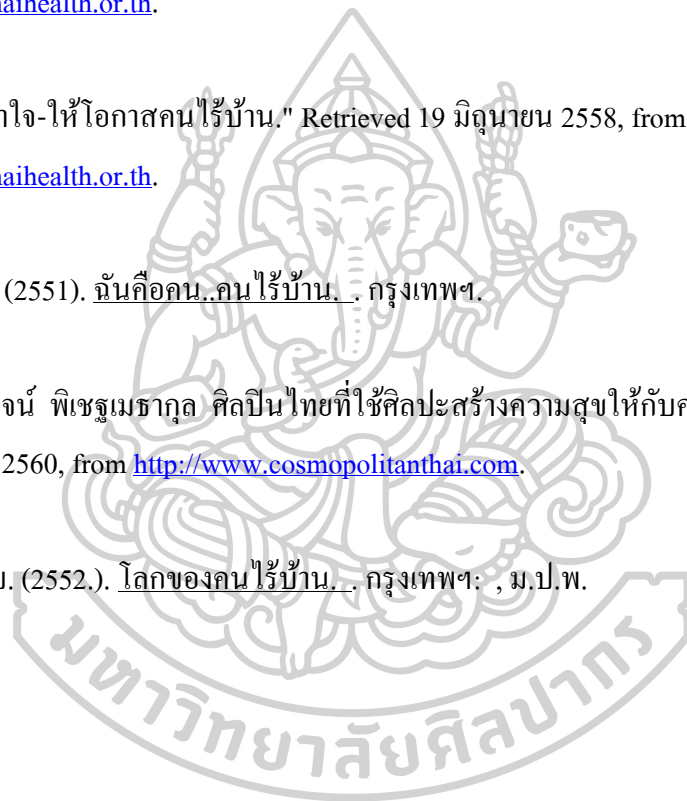 aihealth.or.th.
าใจ-ให้โอกาสคนไร้บ้าน." Retrieved 19 มิถุนายน 2558, from
aihealth.or.th.
(2551). ฉันคือคน..คนไร้บ้าน. . กรุงเทพฯ.
จน์ พิเชฐเมธากุล ศิลปินไทยที่ใช้ศิลปะสร้างความสุขให้กับค
2560, from http://www.cosmopolitanthai.com.
. (2552.). โลกของคนไร้บ้าน. . กรุงเทพฯ: , ม.ป.พ.
มหาวิทยาลัยศิลปากร